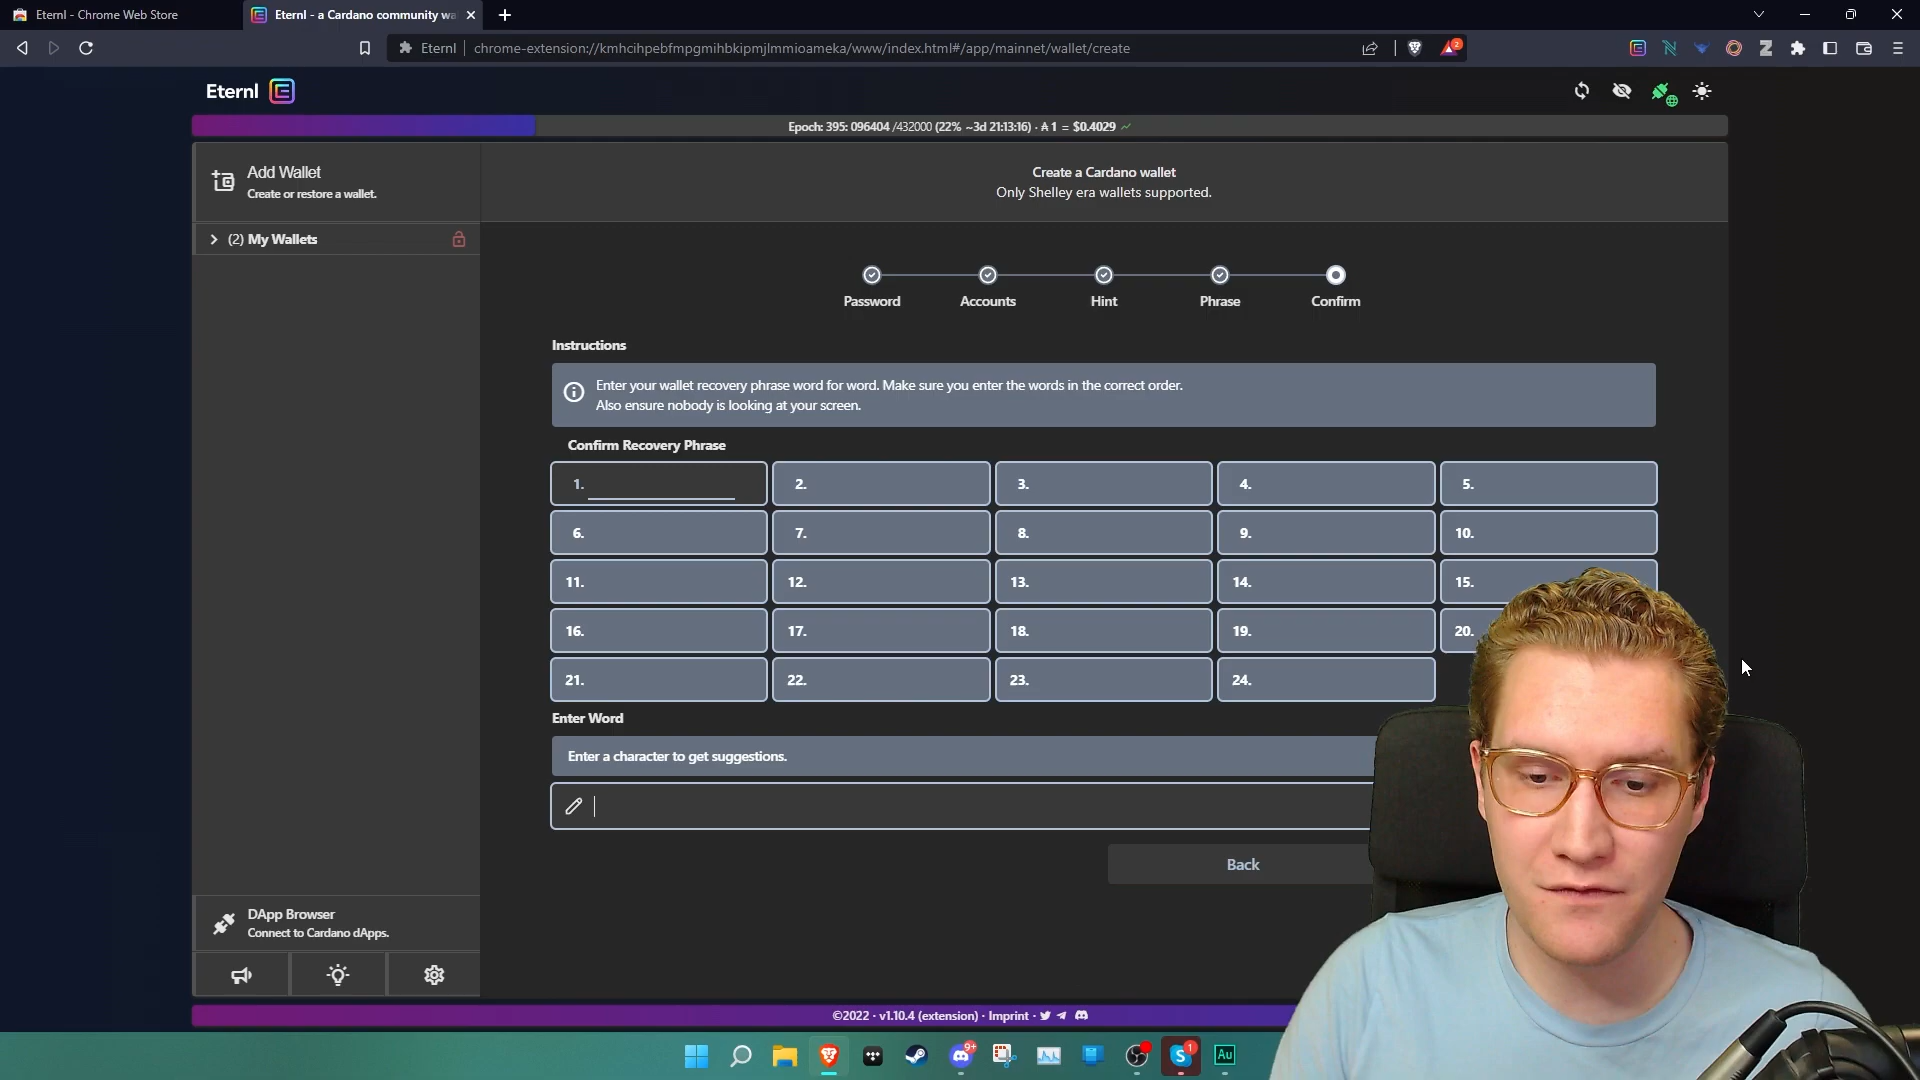 Eternl - Chrome Web Store
Eternl - a Cardano community wa
Eternl
chrome-extension://kmhcihpebfmpgmihbkipmjlmmioameka/www/index.html#/app/mainnet/wallet/create
2
Z
Eternl
Epoch: 395: 096404 /432000 (22% ~3d 21:13:16) · ₳ 1 = $0.4029
Add Wallet
Create or restore a wallet.
Create a Cardano wallet
Only Shelley era wallets supported.
(2) My Wallets
Password
Accounts
Hint
Phrase
Confirm
Instructions
Enter your wallet recovery phrase word for word. Make sure you enter the words in the correct order.
Also ensure nobody is looking at your screen.
Confirm Recovery Phrase
1. 2. 3. 4. 5.
6. 7. 8. 9. 10.
11. 12. 13. 14. 15.
16. 17. 18. 19. 20.
21. 22. 23. 24.
Enter Word
Enter a character to get suggestions.
Back
DApp Browser
Connect to Cardano dApps.
©2022 · v1.10.4 (extension) · Imprint ·
9+
S
1
Au